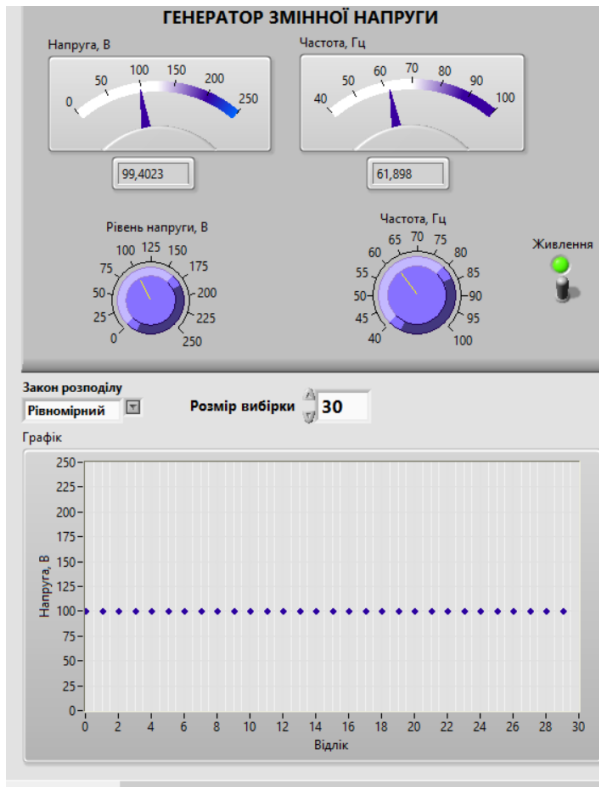 ГЕНЕРАТОР ЗМІННОЇ НАПРУГИ
Напруга, В
0 50 100 150 200 250
99,4023
Частота, Гц
40 50 60 70 80 90 100
61,898
Рівень напруги, В
0 25 50 75 100 125 150 175 200 225 250
Частота, Гц
40 45 50 55 60 65 70 75 80 85 90 95 100
Живлення
Закон розподілу
Рівномірний
Розмір вибірки 30
Графік
Напруга, В
250
225
200
175
150
125
100
75
50
25
0
0 2 4 6 8 10 12 14 16 18 20 22 24 26 28 30
Відлік